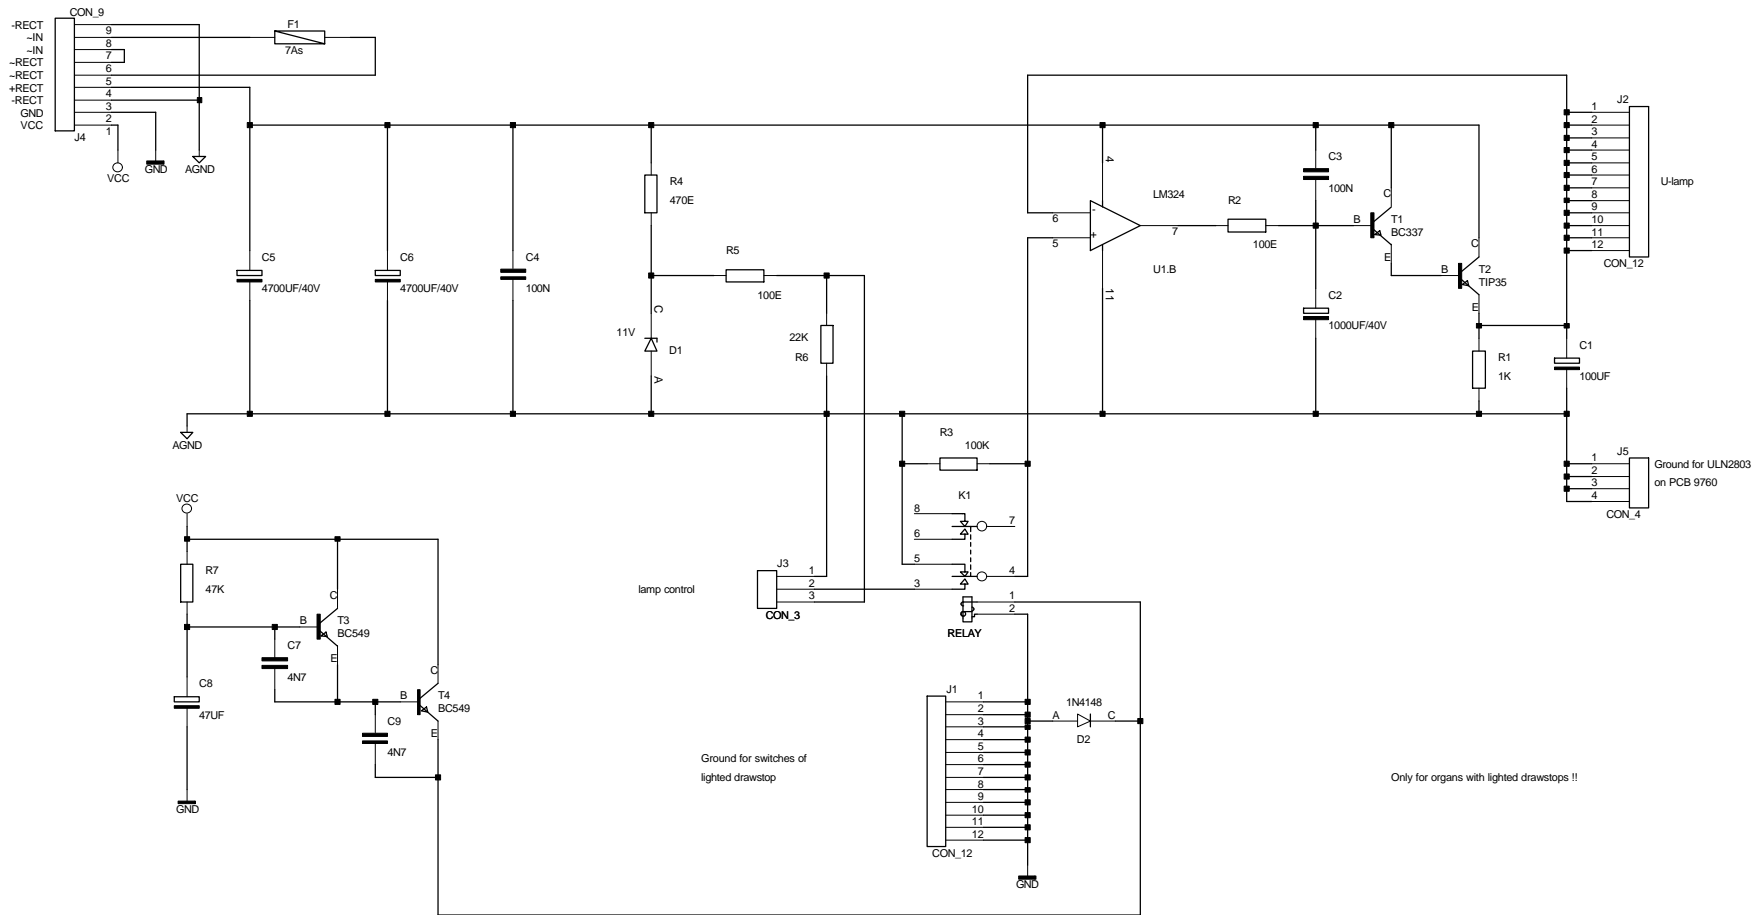 CON_9
-RECT
~IN
~IN
~RECT
~RECT
+RECT
-RECT
GND
VCC
9
8
7
6
5
4
3
2
1
J4
VCC
GND
AGND
F1
7As
C5
4700UF/40V
C6
4700UF/40V
C4
100N
R4
470E
R5
100E
11V
C
D1
A
22K
R6
6
5
-
+
4
11
7
LM324
U1.B
R2
100E
C3
100N
C2
1000UF/40V
C
B
E
T1
BC337
C
B
E
T2
TIP35
R1
1K
C1
100UF
J2
1
2
3
4
5
6
7
8
9
10
11
12
CON_12
U-lamp
AGND
R3
100K
K1
8
6
7
5
3
4
1
2
RELAY
lamp control
J3
1
2
3
CON_3
J5
1
2
3
4
CON_4
Ground for ULN2803
on PCB 9760
VCC
R7
47K
C
B
E
T3
BC549
C7
4N7
C8
47UF
GND
C
B
E
T4
BC549
C9
4N7
Ground for switches of
lighted drawstop
J1
1
2
3
4
5
6
7
8
9
10
11
12
CON_12
GND
1N4148
A
C
D2
Only for organs with lighted drawstops !!